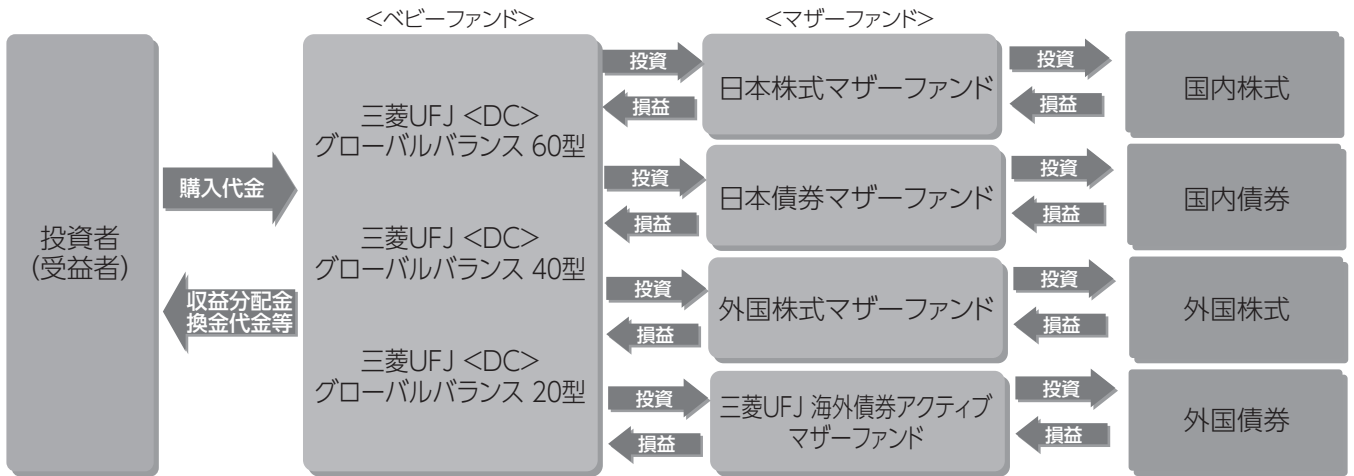 <ベビーファンド>
<マザーファンド>
投資者
(受益者)
購入代金
収益分配金
換金代金等
三菱UFJ <DC>
グローバルバランス 60型
三菱UFJ <DC>
グローバルバランス 40型
三菱UFJ <DC>
グローバルバランス 20型
投資
損益
日本株式マザーファンド
投資
損益
国内株式
投資
損益
日本債券マザーファンド
投資
損益
国内債券
投資
損益
外国株式マザーファンド
投資
損益
外国株式
投資
損益
三菱UFJ 海外債券アクティブ
マザーファンド
投資
損益
外国債券